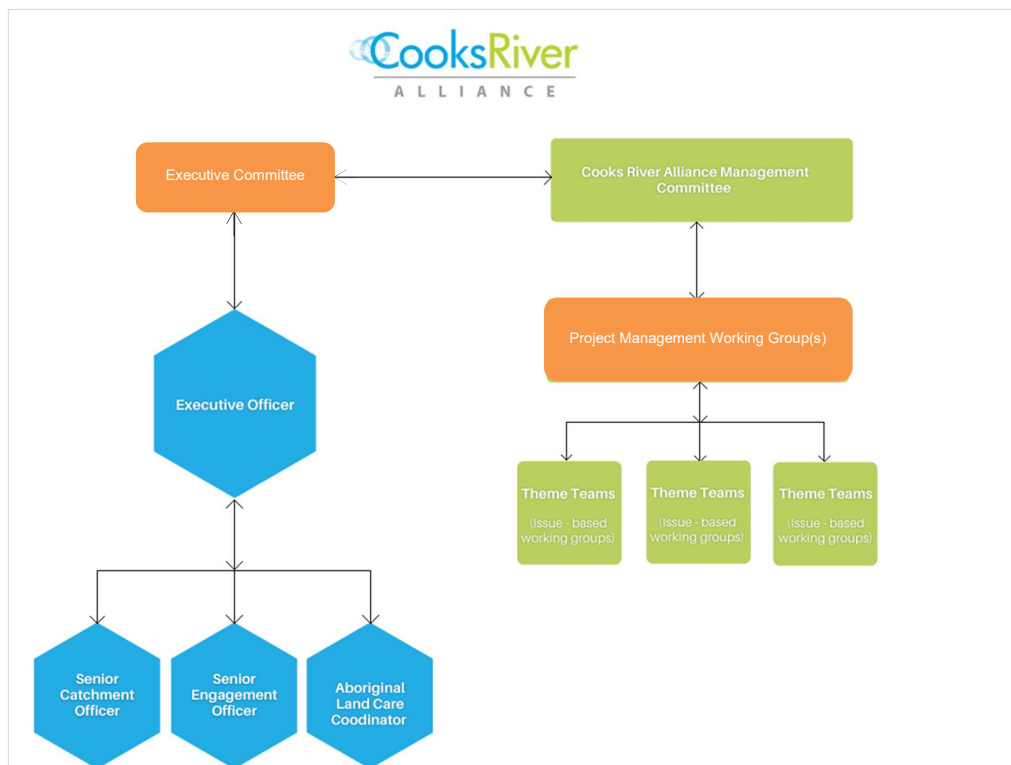 CooksRiver
ALLIANCE
Executive Committee
Cooks River Alliance Management
Committee
Project Management Working Group(s)
Executive Officer
Theme Teams
(Issue - based
working groups)
Theme Teams
(Issue - based
working groups)
Theme Teams
(Issue - based
working groups)
Senior
Catchment
Officer
Senior
Engagement
Officer
Aboriginal
Land Care
Coodinator